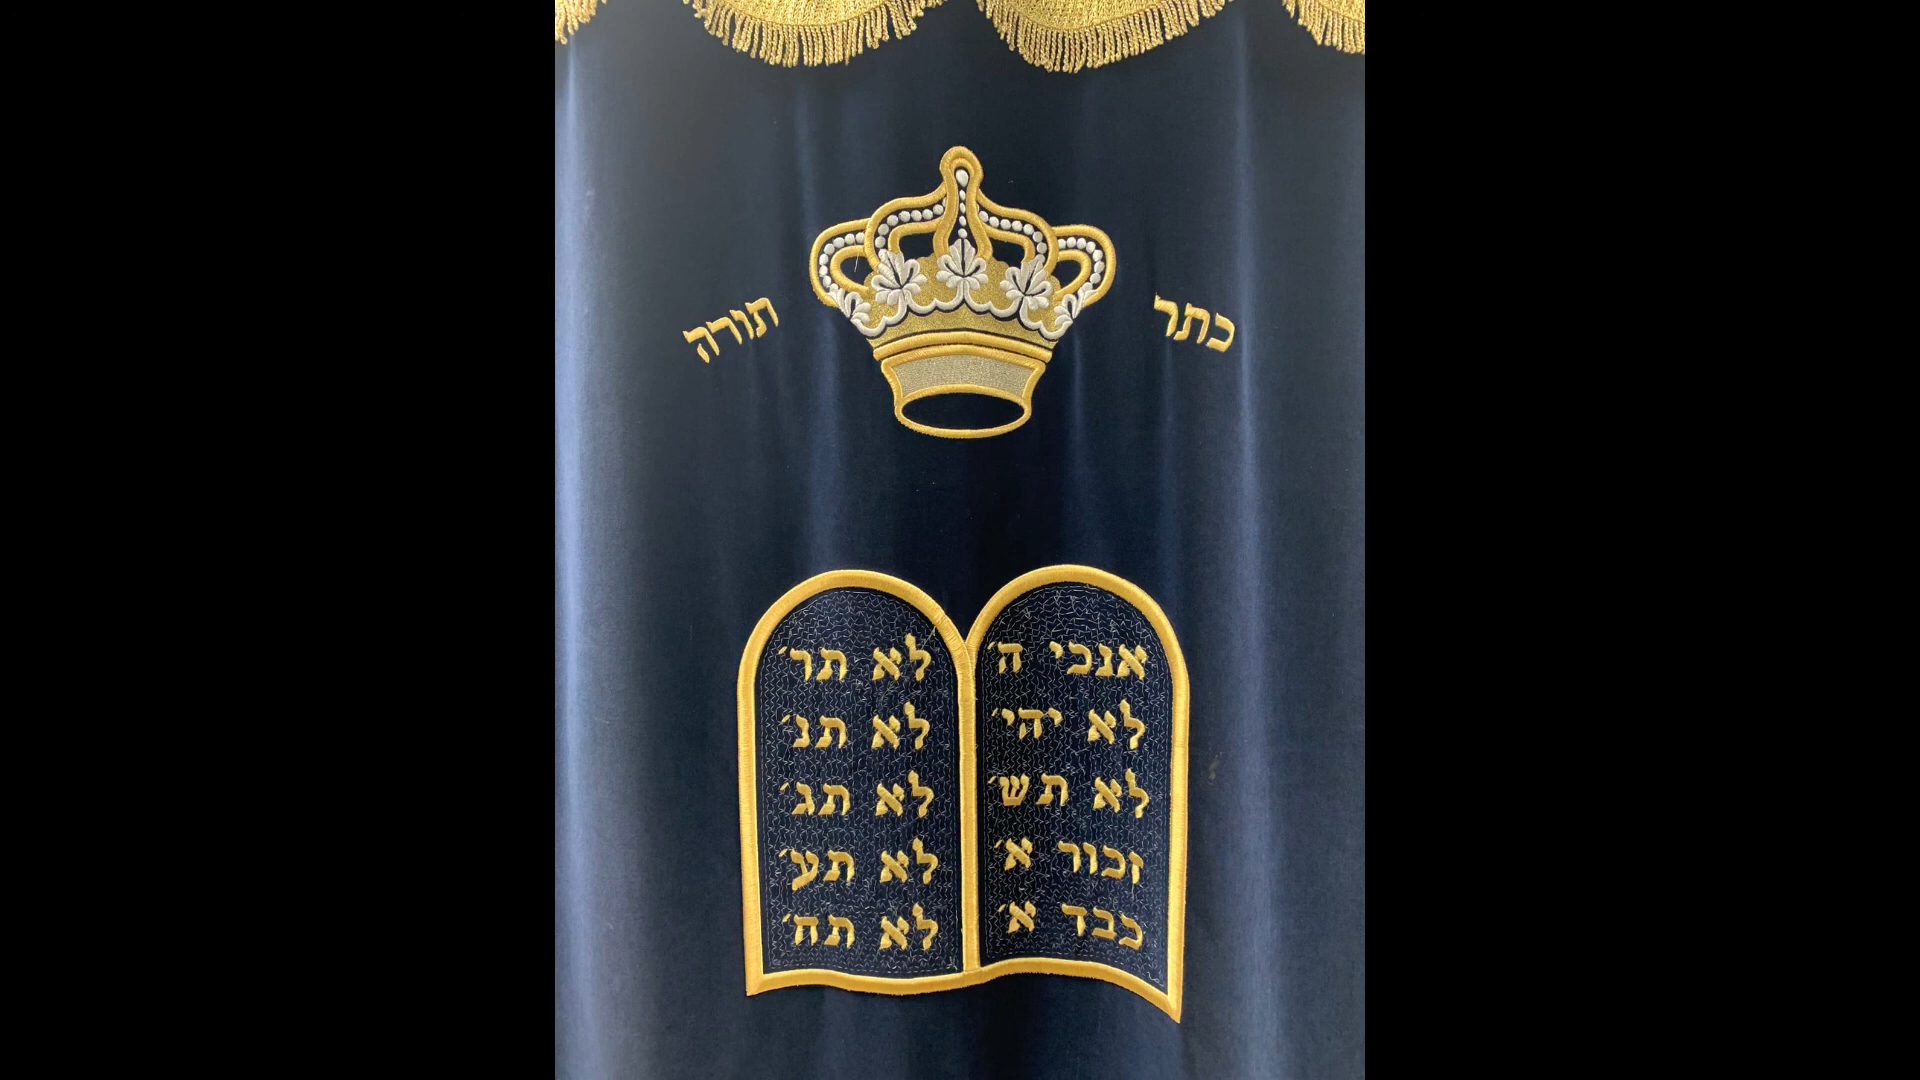 כתר תורה
אנכי ה׳
לא יהי׳
לא תש׳
זכור א׳
כבד א׳
לא תר׳
לא תנ׳
לא תג׳
לא תע׳
לא תח׳